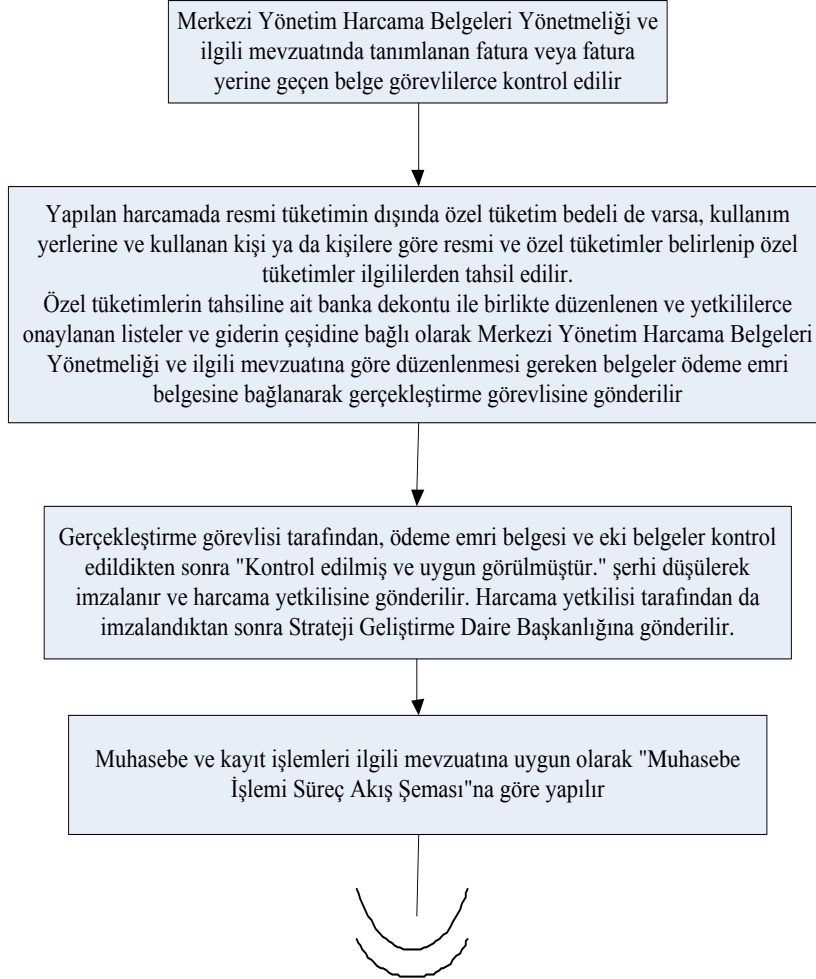 Merkezi Yönetim Harcama Belgeleri Yönetmeliği ve
ilgili mevzuatında tanımlanan fatura veya fatura
yerine geçen belge görevlilerce kontrol edilir
Yapılan harcamada resmi tüketimin dışında özel tüketim bedeli de varsa, kullanım
yerlerine ve kullanan kişi ya da kişilere göre resmi ve özel tüketimler belirlenip özel
tüketimler ilgililerden tahsil edilir.
Özel tüketimlerin tahsiline ait banka dekontu ile birlikte düzenlenen ve yetkililerce
onaylanan listeler ve giderin çeşidine bağlı olarak Merkezi Yönetim Harcama Belgeleri
Yönetmeliği ve ilgili mevzuatına göre düzenlenmesi gereken belgeler ödeme emri
belgesine bağlanarak gerçekleştirme görevlisine gönderilir
Gerçekleştirme görevlisi tarafından, ödeme emri belgesi ve eki belgeler kontrol
edildikten sonra "Kontrol edilmiş ve uygun görülmüştür." şerhi düşülerek
imzalanır ve harcama yetkilisine gönderilir. Harcama yetkilisi tarafından da
imzalandıktan sonra Strateji Geliştirme Daire Başkanlığına gönderilir.
Muhasebe ve kayıt işlemleri ilgili mevzuatına uygun olarak "Muhasebe
İşlemi Süreç Akış Şeması"na göre yapılır